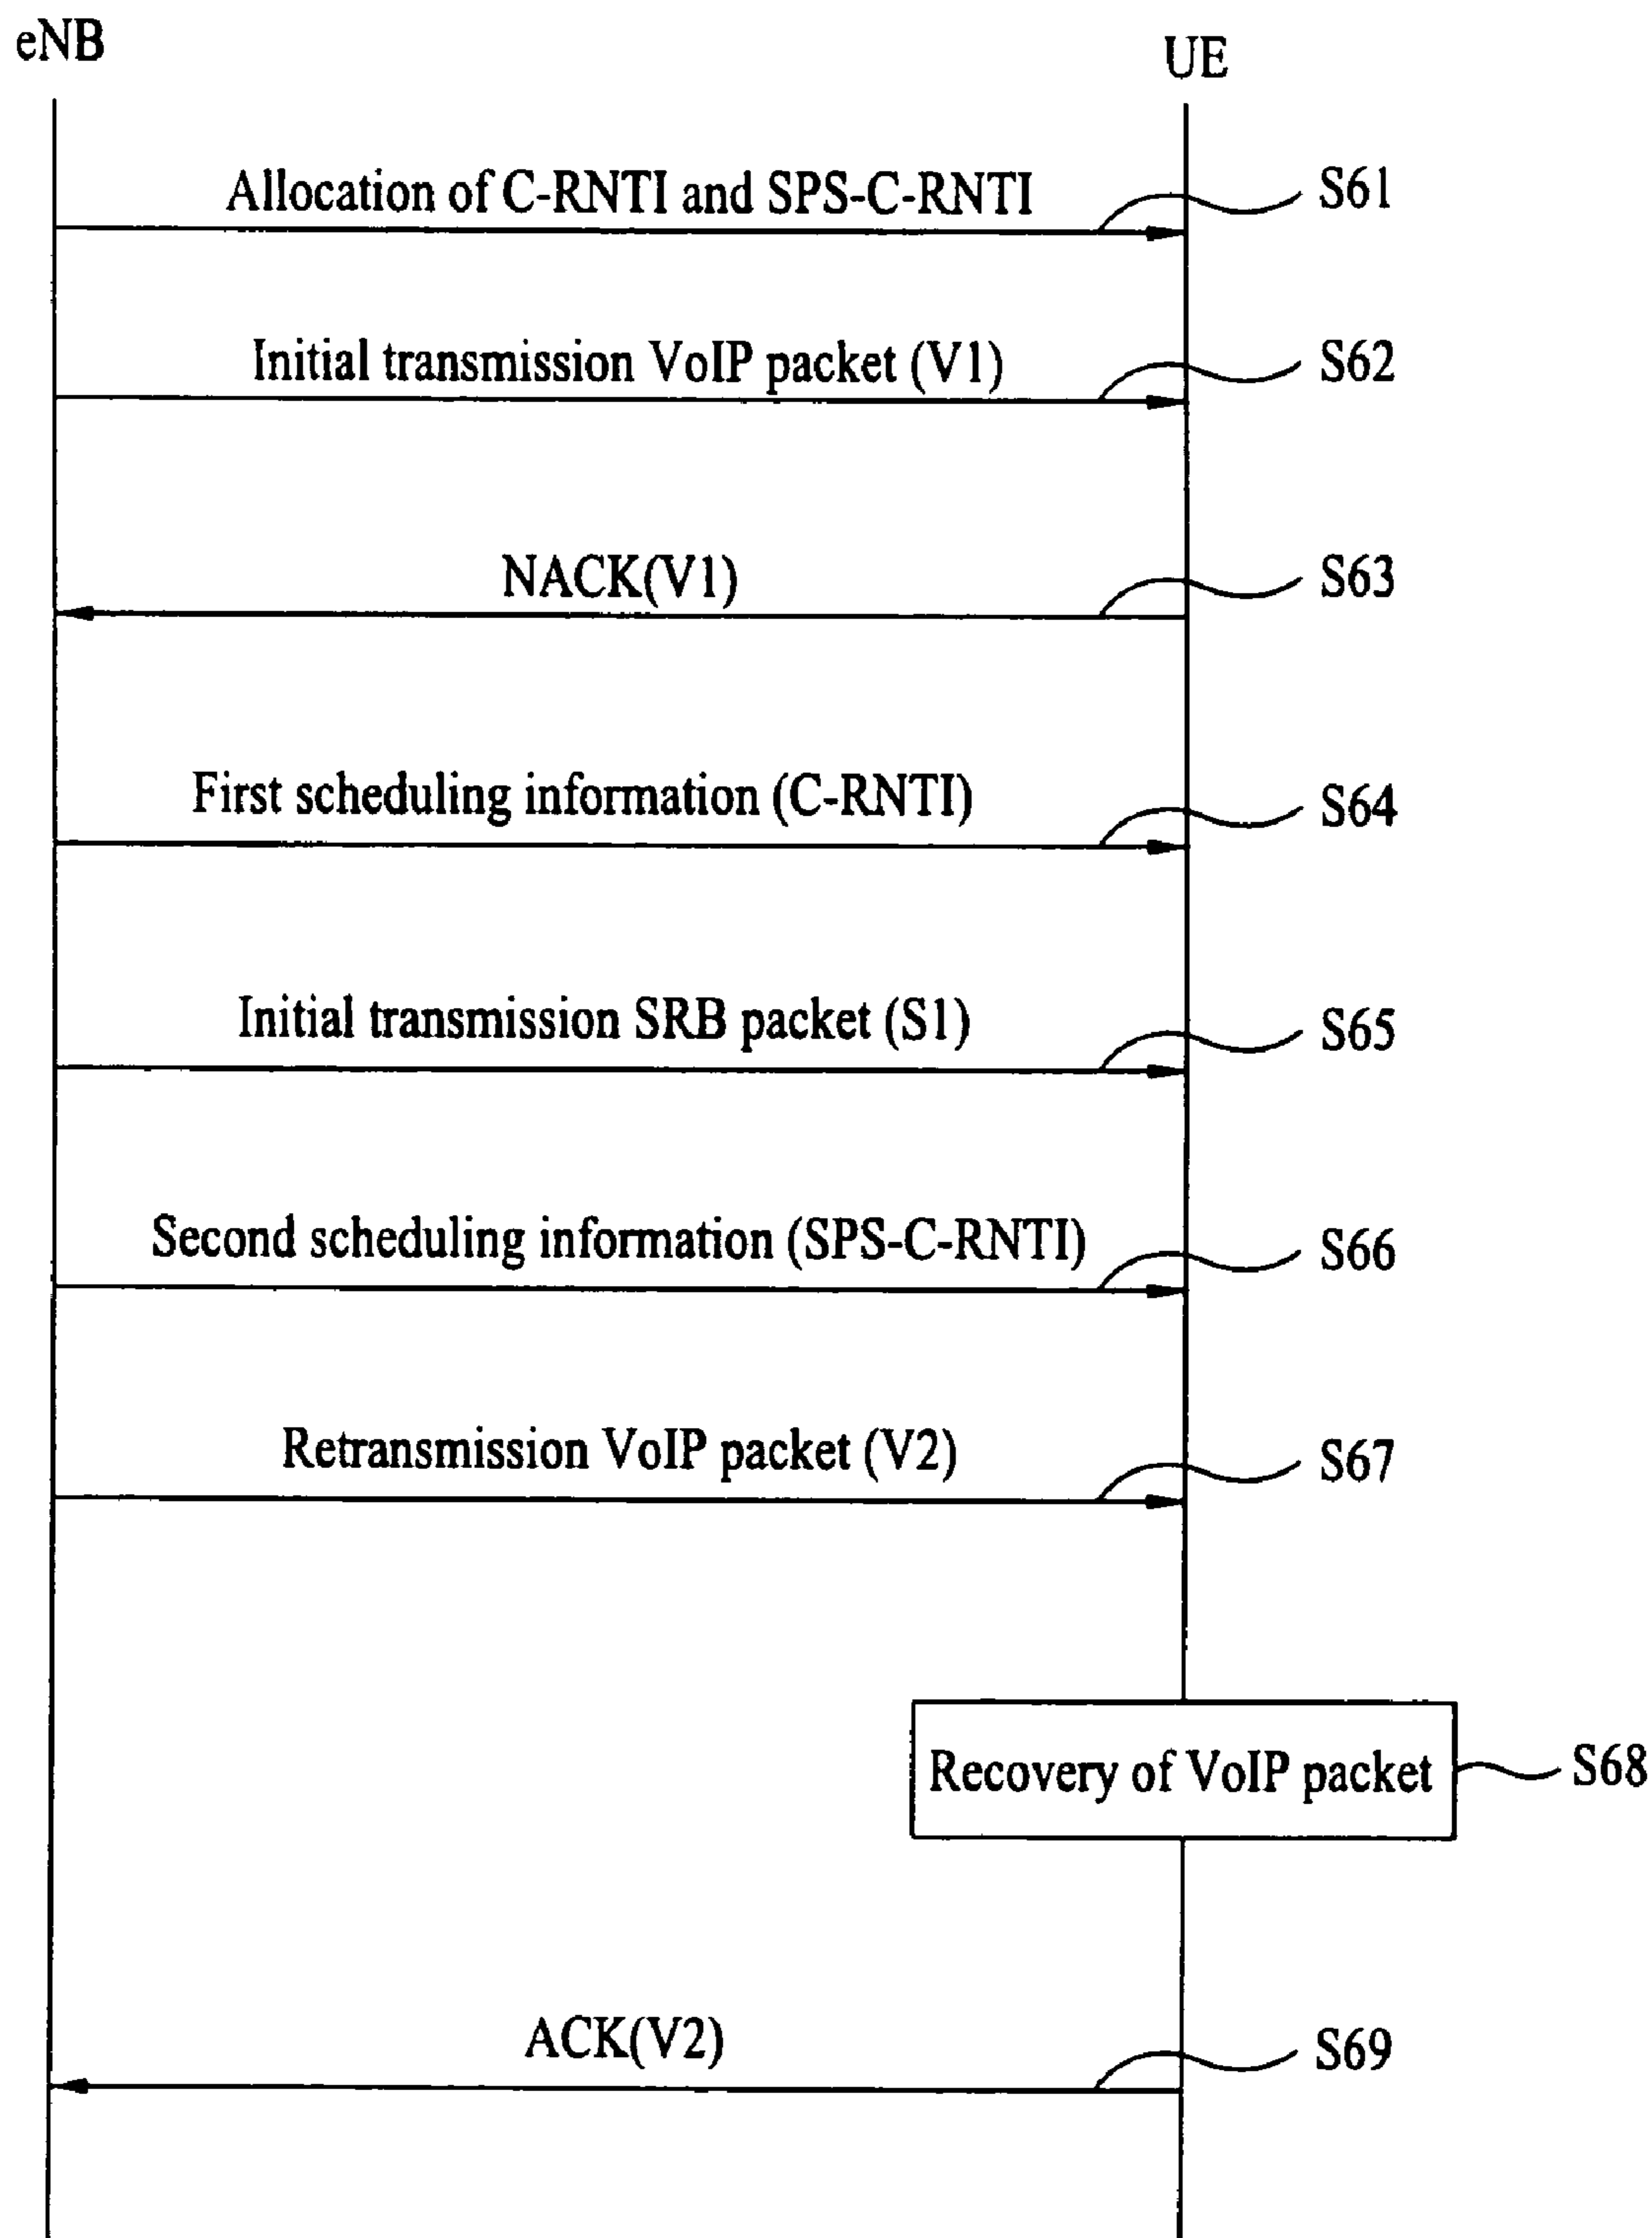 eNB
UE
Allocation of C-RNTI and SPS-C-RNTI
S61
Initial transmission VoIP packet (V1)
S62
NACK(V1)
S63
First scheduling information (C-RNTI)
S64
Initial transmission SRB packet (S1)
S65
Second scheduling information (SPS-C-RNTI)
S66
Retransmission VoIP packet (V2)
S67
Recovery of VoIP packet
S68
ACK(V2)
S69